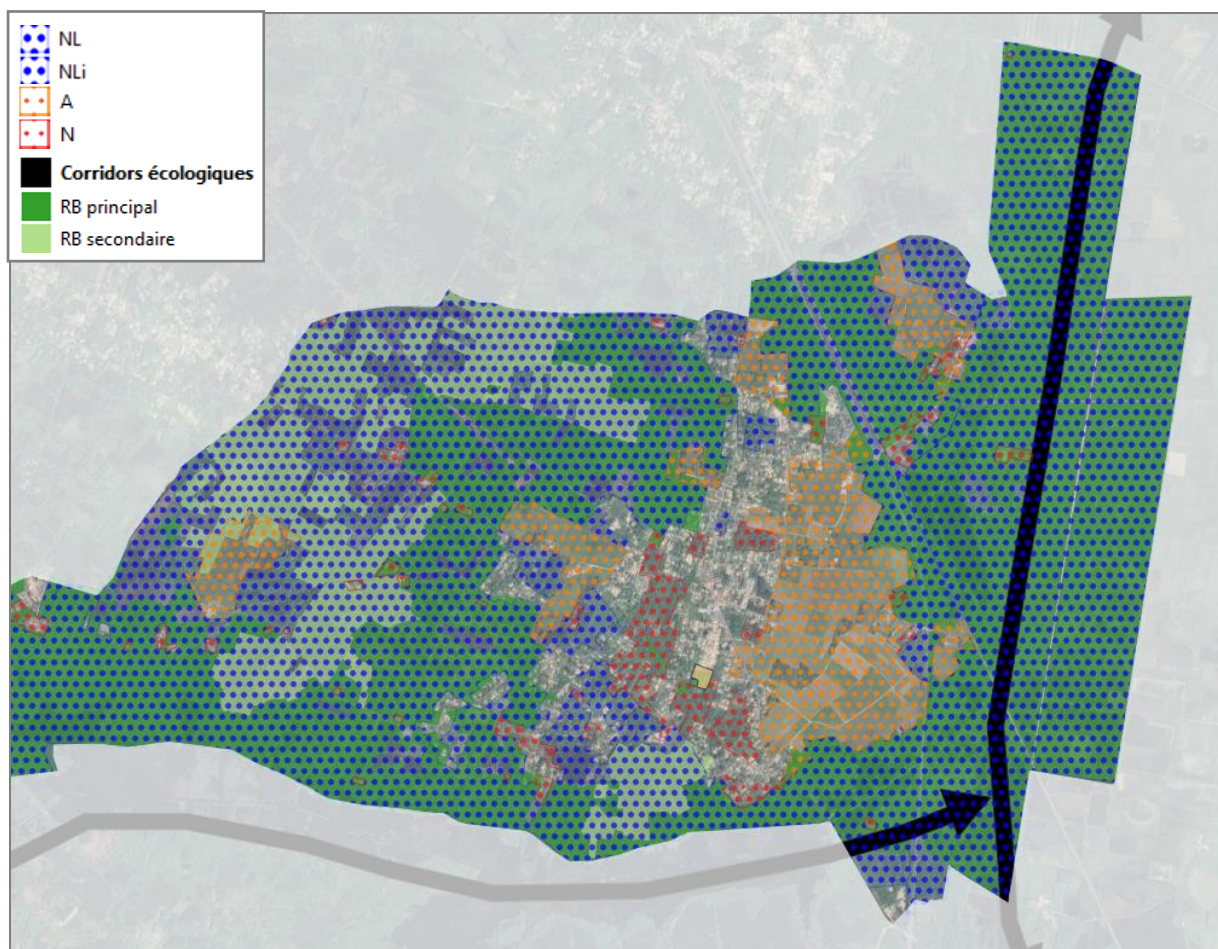 NL
NLi
A
N
Corridors écologiques
RB principal
RB secondaire